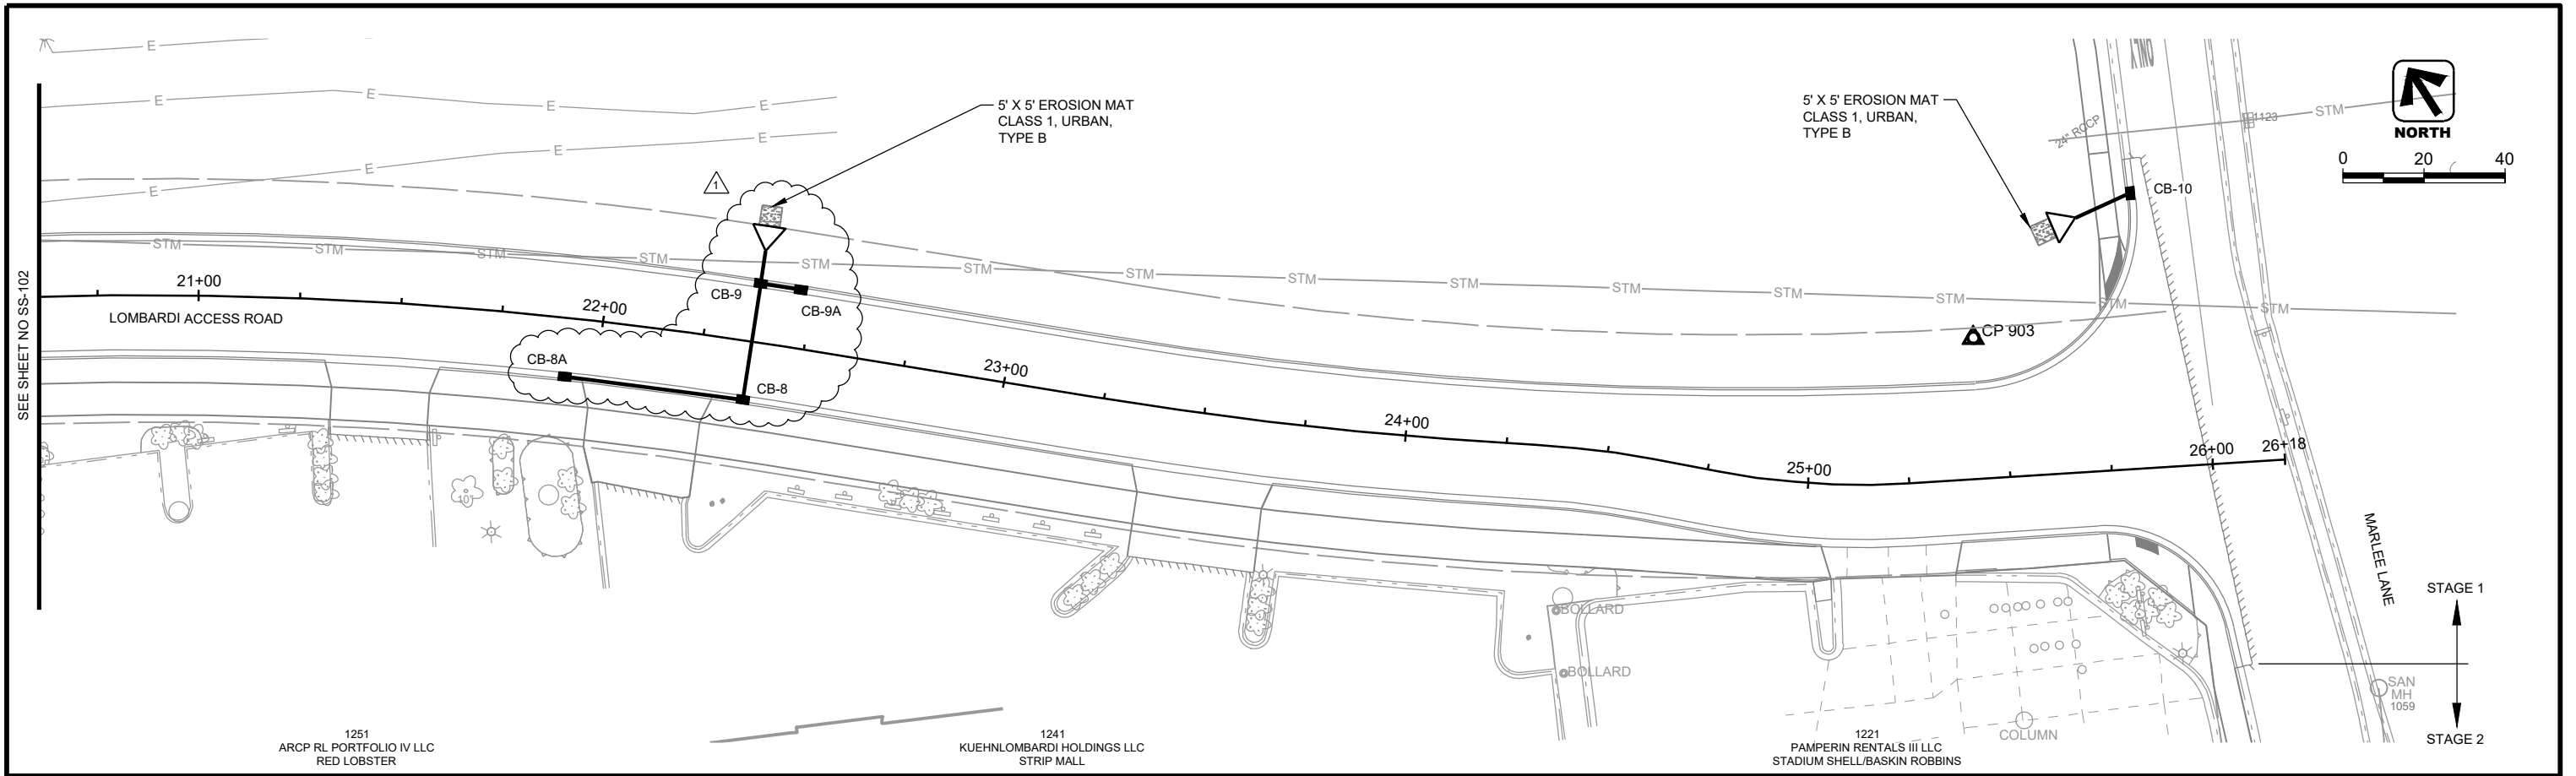 E
E
E
E
E
E
E
E
E
5' X 5' EROSION MAT
CLASS 1, URBAN,
TYPE B
5' X 5' EROSION MAT
CLASS 1, URBAN,
TYPE B
ONLY
24" RCCP
1123
STM
NORTH
0 20 40
1
CB-10
SEE SHEET NO SS-102
STM
STM
STM
STM
STM
STM
STM
STM
STM
STM
STM
STM
STM
STM
21+00
22+00
23+00
24+00
25+00
26+00
26+18
LOMBARDI ACCESS ROAD
CB-9
CB-9A
CB-8A
CB-8
CP 903
10"
BOLLARD
BOLLARD
MARLEE LANE
STAGE 1
STAGE 2
SAN
MH
1059
COLUMN
1251
ARCP RL PORTFOLIO IV LLC
RED LOBSTER
1241
KUEHNLOMBARDI HOLDINGS LLC
STRIP MALL
1221
PAMPERIN RENTALS III LLC
STADIUM SHELL/BASKIN ROBBINS